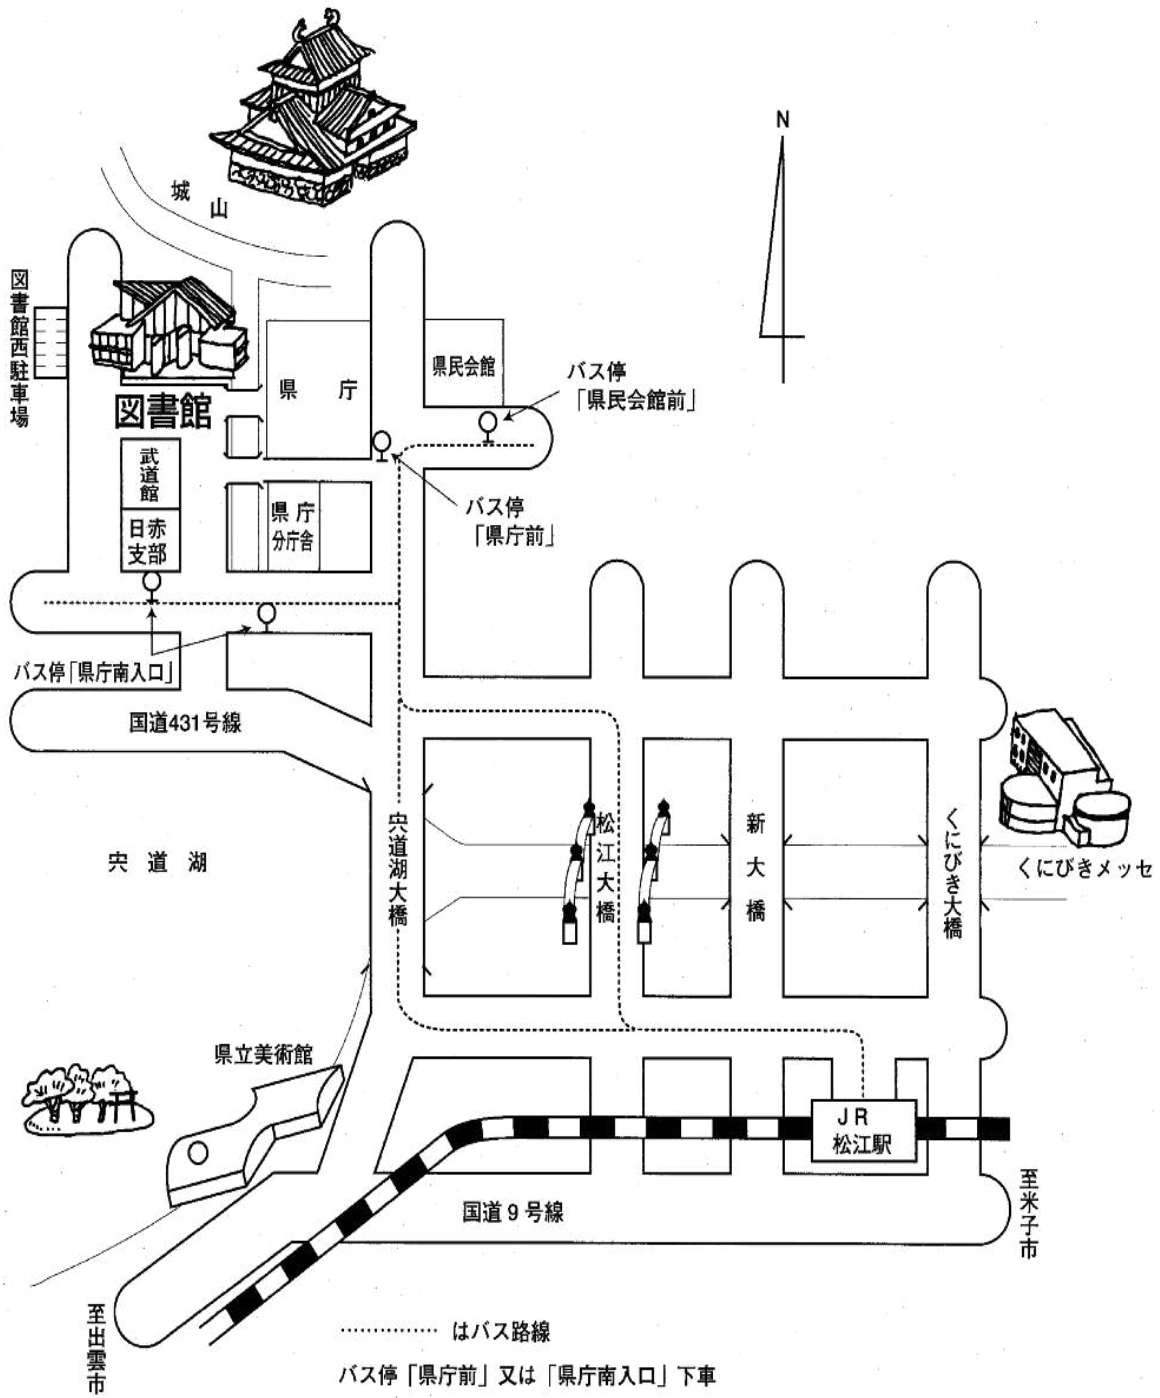 N
城山
図書館西駐車場
図書館
県庁
県民会館
バス停
「県民会館前」
バス停
「県庁前」
武道館
日赤
支部
県庁
分庁舎
バス停「県庁南入口」
国道431号線
宍道湖
宍道湖大橋
松江大橋
新大橋
くにびき大橋
くにびきメッセ
県立美術館
JR
松江駅
国道9号線
至米子市
至出雲市
‥‥‥‥‥はバス路線
バス停「県庁前」又は「県庁南入口」下車